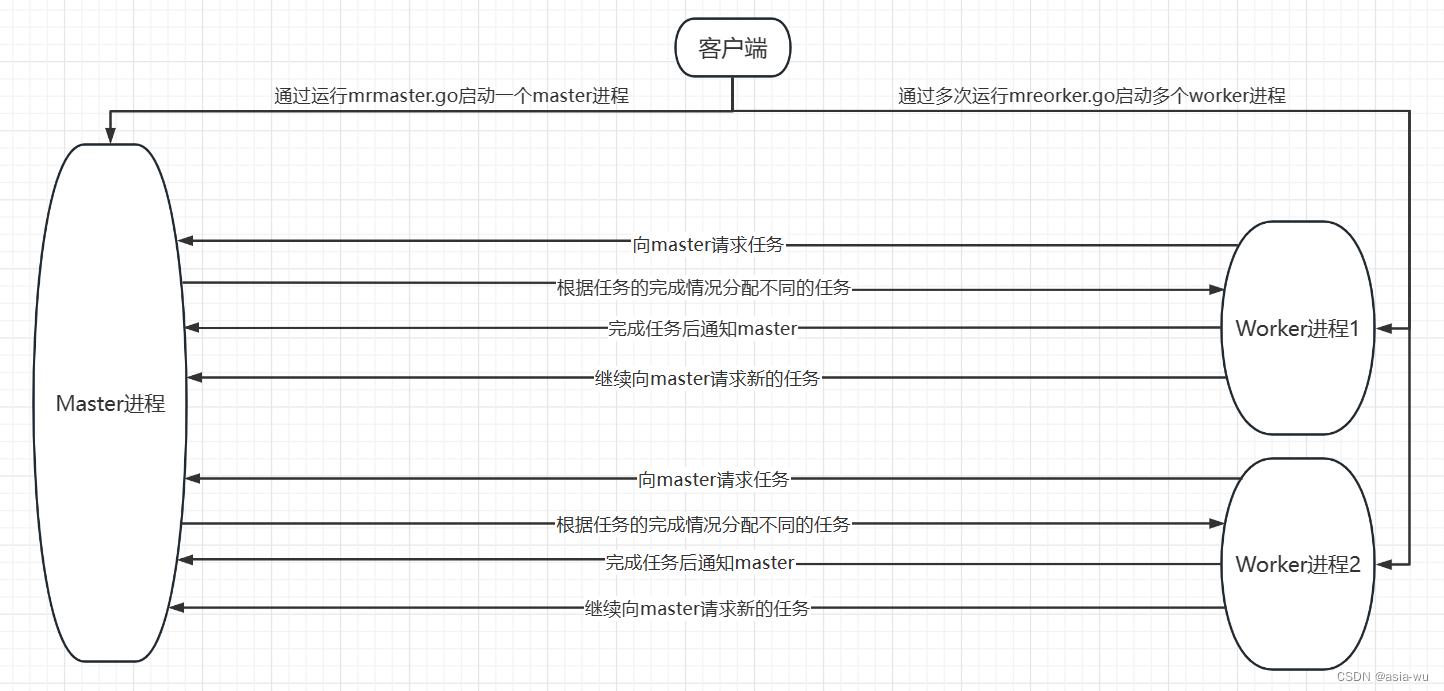 客户端
通过运行mrmaster.go启动一个master进程
通过多次运行mreorker.go启动多个worker进程
向master请求任务
根据任务的完成情况分配不同的任务
完成任务后通知master
Worker进程1
继续向master请求新的任务
Master进程
向master请求任务
根据任务的完成情况分配不同的任务
完成任务后通知master
Worker进程2
继续向master请求新的任务
CSDN @asia-wu